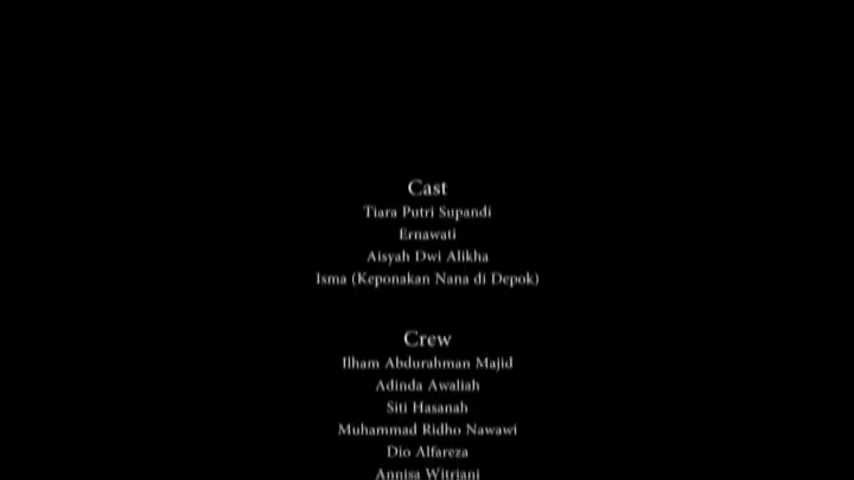 Cast
Tiara Putri Supandi
Ernawati
Aisyah Dwi Alikha
Isma (Keponakan Nana di Depok)
Crew
Ilham Abdurahman Majid
Adinda Awaliah
Siti Hasanah
Muhammad Ridho Nawawi
Dio Alfareza
Annisa Witriani